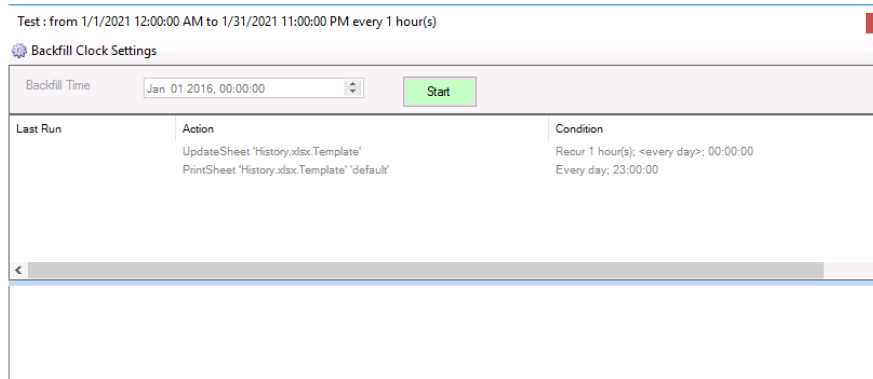 Test : from 1/1/2021 12:00:00 AM to 1/31/2021 11:00:00 PM every 1 hour(s)
Backfill Clock Settings
Backfill Time Jan 01 2016, 00:00:00 Start
Last Run Action Condition
UpdateSheet 'History.xlsx.Template' Recur 1 hour(s); <every day>; 00:00:00
PrintSheet 'History.xlsx.Template' 'default' Every day; 23:00:00